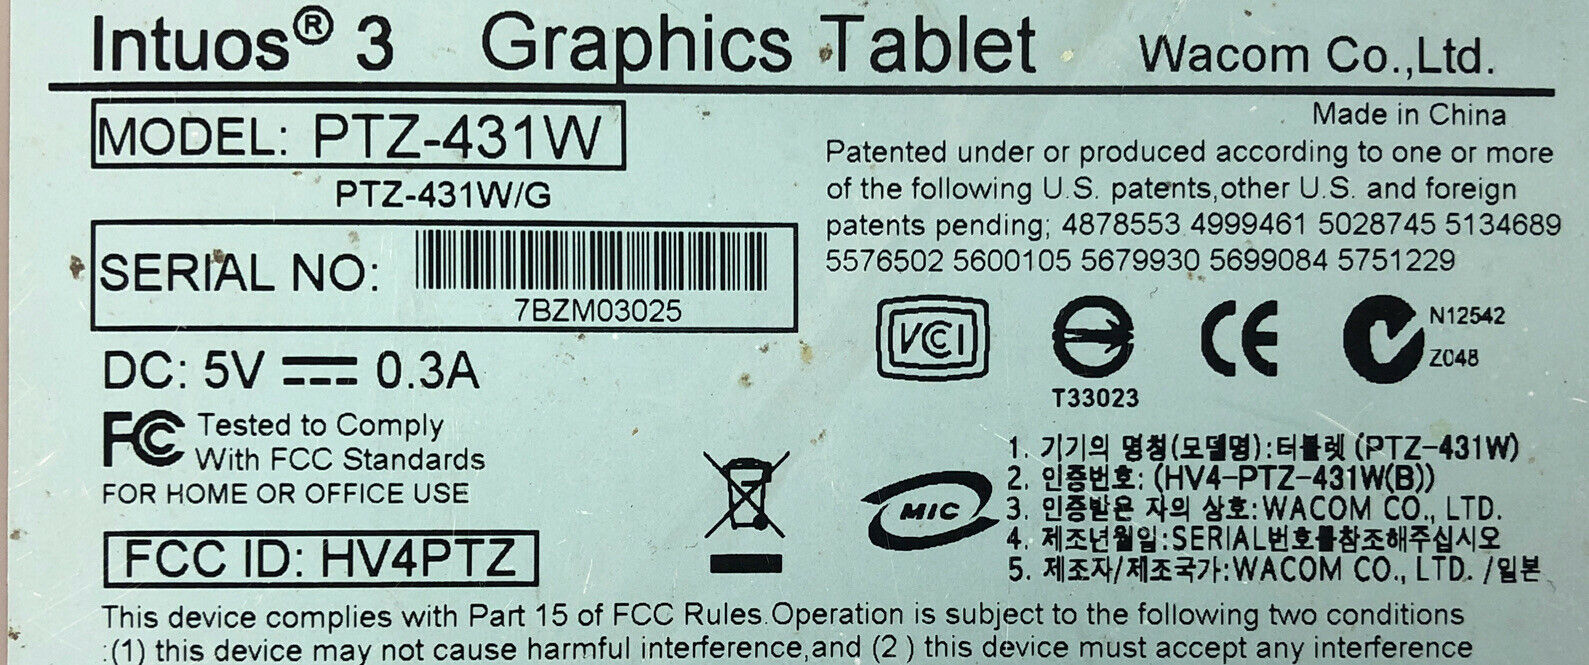 Intuos® 3 Graphics Tablet Wacom Co.,Ltd.
Made in China
MODEL: PTZ-431W
PTZ-431W/G
SERIAL NO:
7BZM03025
DC: 5V ⎓ 0.3A
Patented under or produced according to one or more
of the following U.S. patents,other U.S. and foreign
patents pending; 4878553 4999461 5028745 5134689
5576502 5600105 5679930 5699084 5751229
VCCI
T33023
CE
N12542
Z048
FC Tested to Comply
With FCC Standards
FOR HOME OR OFFICE USE
FCC ID: HV4PTZ
MIC
1. 기기의 명칭(모델명):터블렛 (PTZ-431W)
2. 인증번호: (HV4-PTZ-431W(B))
3. 인증받은 자의 상호:WACOM CO., LTD.
4. 제조년월일:SERIAL번호를참조해주십시오
5. 제조자/제조국가:WACOM CO., LTD. /일본
This device complies with Part 15 of FCC Rules.Operation is subject to the following two conditions
:(1) this device may not cause harmful interference,and (2 ) this device must accept any interference